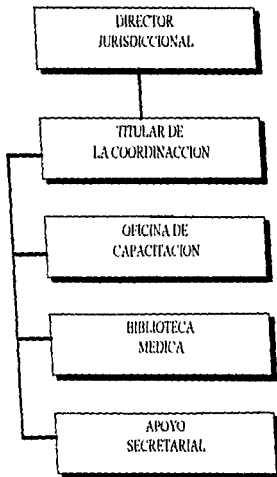 DIRECTOR
JURISDICCIONAL
TITULAR DE
LA COORDINACCION
OFICINA DE
CAPACITACION
BIBLIOTECA
MEDICA
APOYO
SECRETARIAL